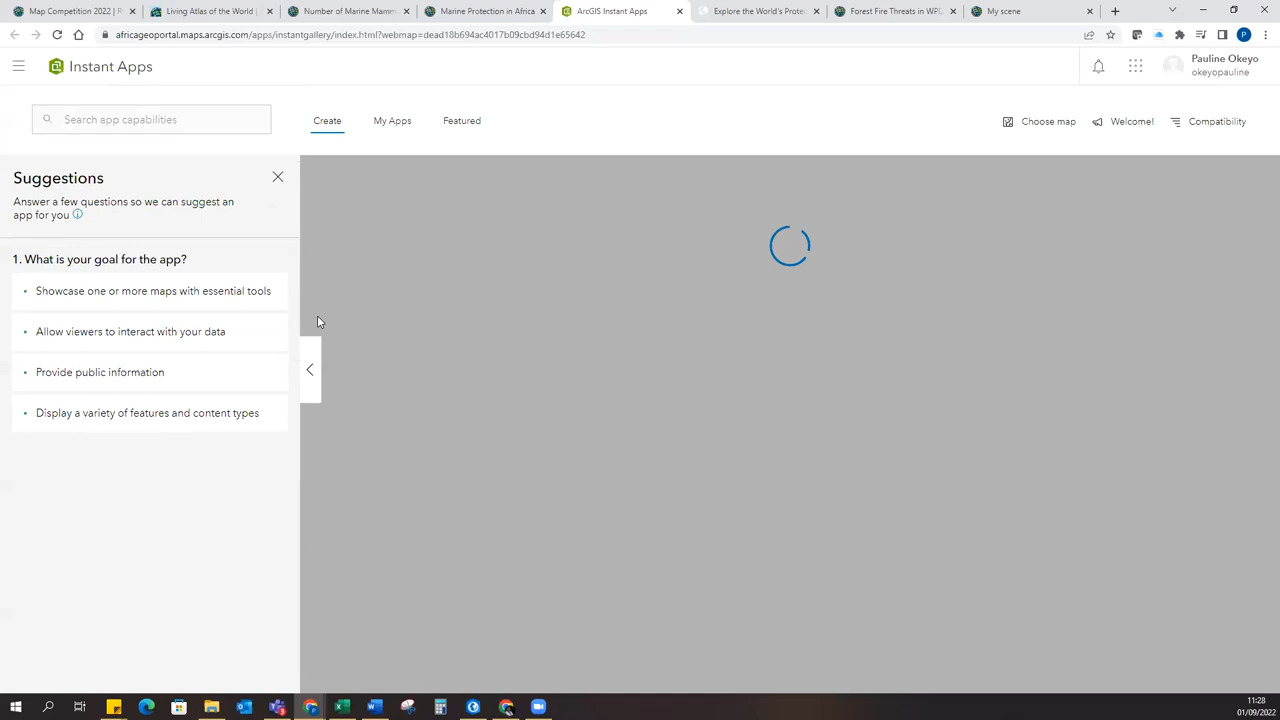 Map Competition 2022 | R
Living Atlas of the World |
Number of Marine Mamm
Marine Protection in Africa
ArcGIS Instant Apps
Explore the World's Prote
Forest Fire Threats in WPD
My scene
africageoportal.maps.arcgis.com/apps/instantgallery/index.html?webmap=dead18b694ac4017b09cbd94d1e65642
P
Instant Apps
Pauline Okeyo
okeyopauline
Search app capabilities
Create
My Apps
Featured
Choose map
Welcome!
Compatibility
Suggestions
Answer a few questions so we can suggest an
app for you
1. What is your goal for the app?
Showcase one or more maps with essential tools
Allow viewers to interact with your data
Provide public information
Display a variety of features and content types
11:28
01/09/2022